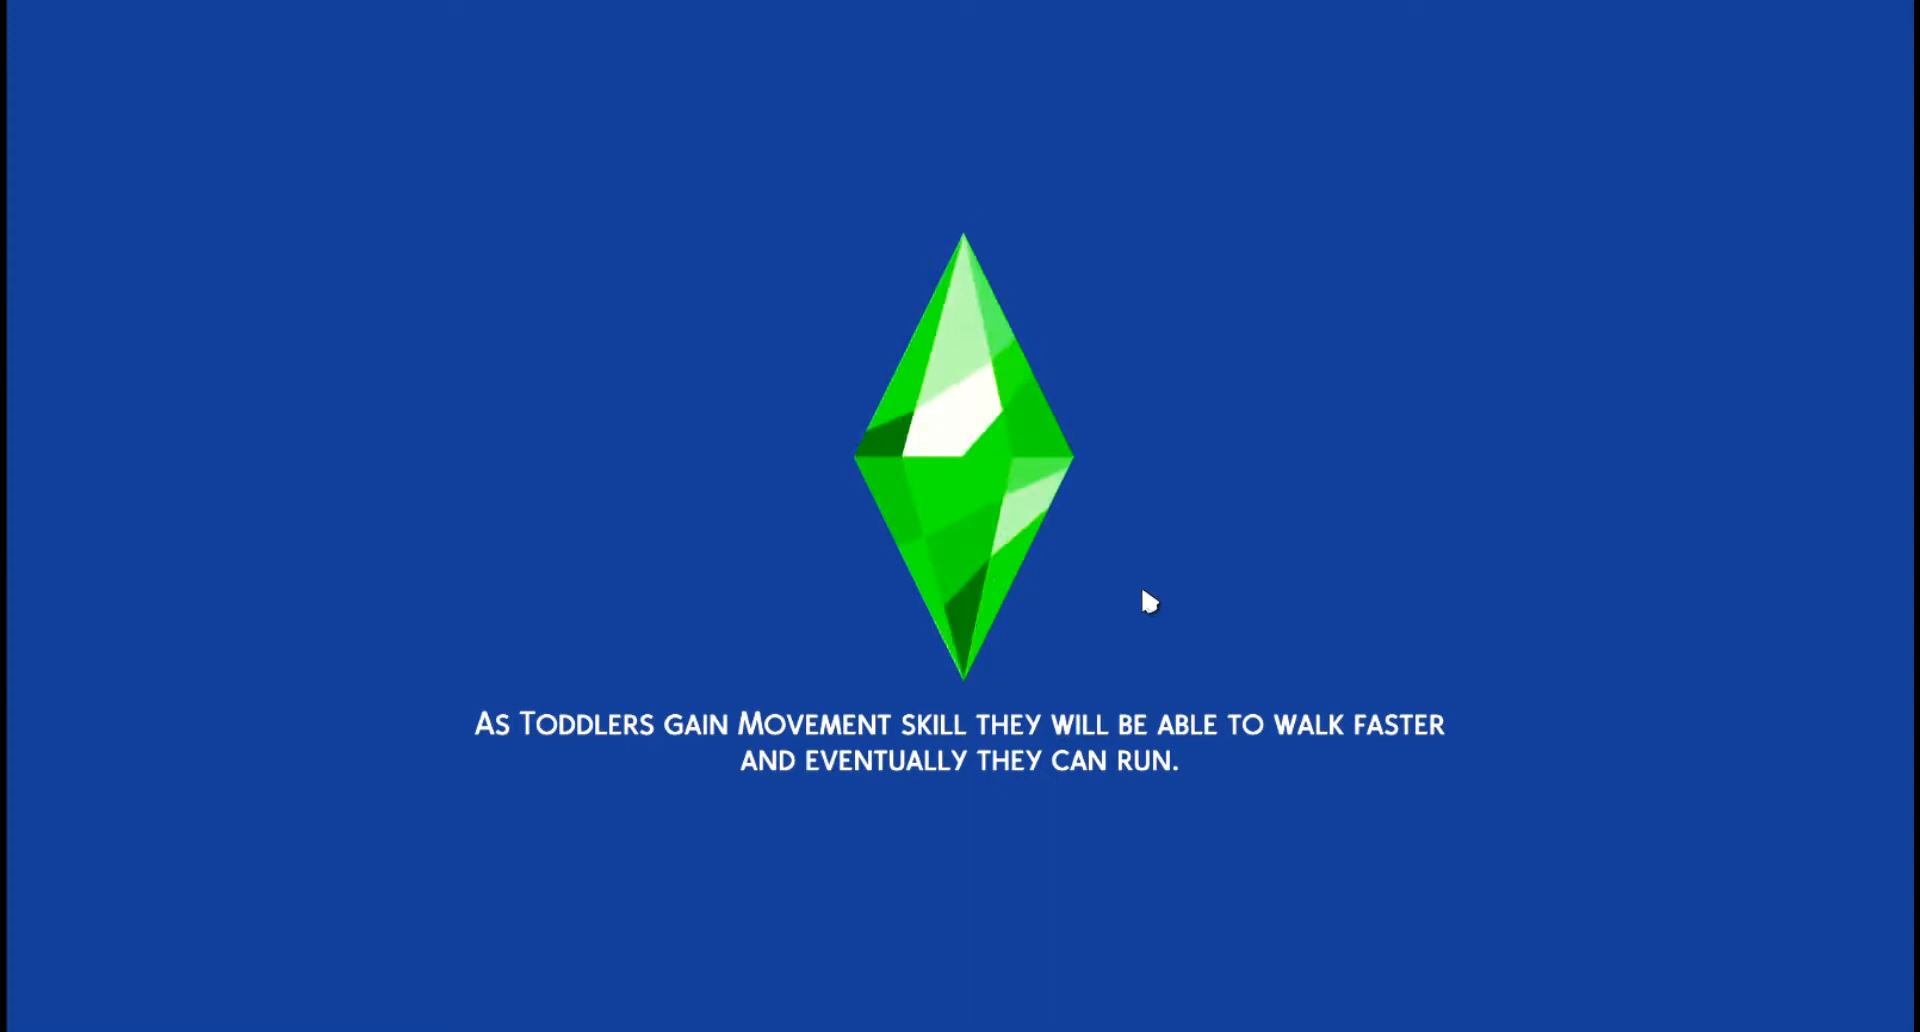 As Toddlers gain Movement skill they will be able to walk faster
and eventually they can run.